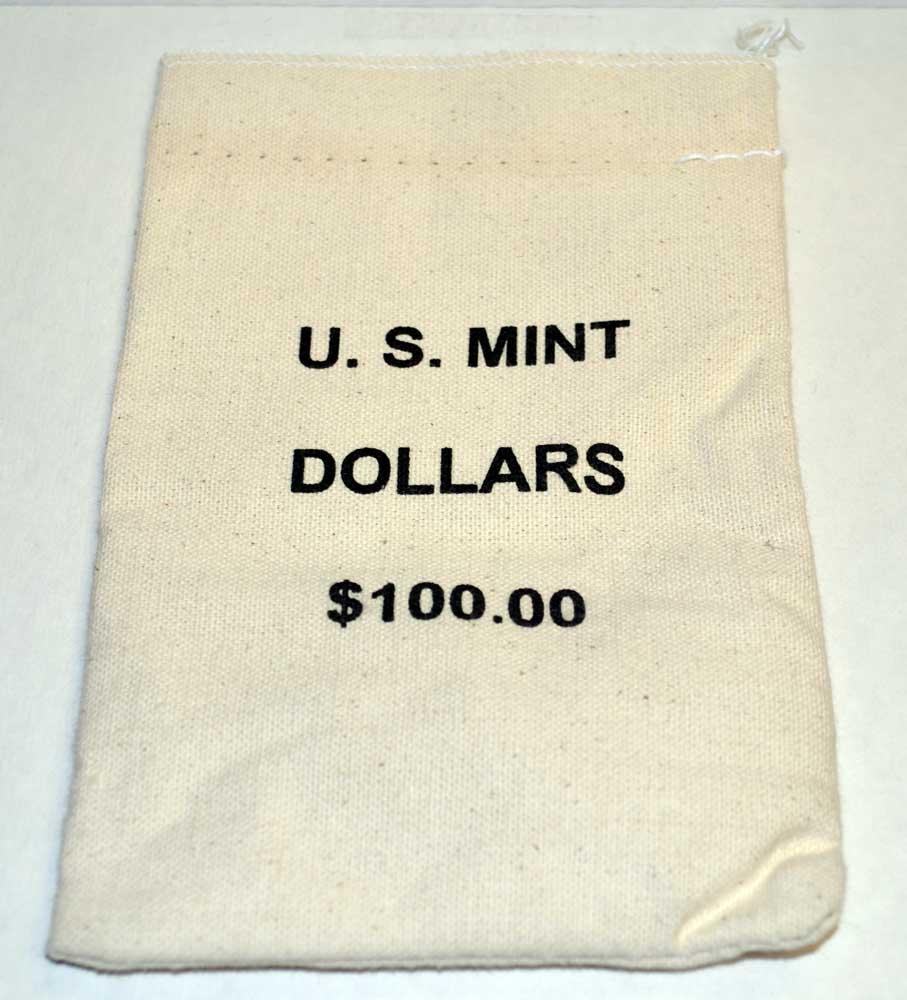 U. S. MINT
DOLLARS
$100.00